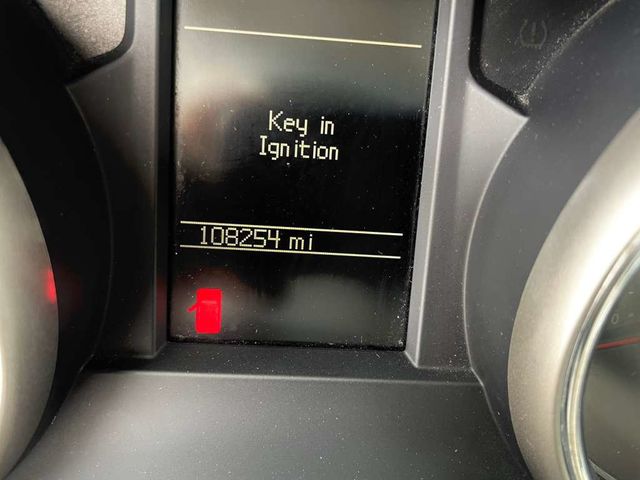 Key in
Ignition
108254 mi